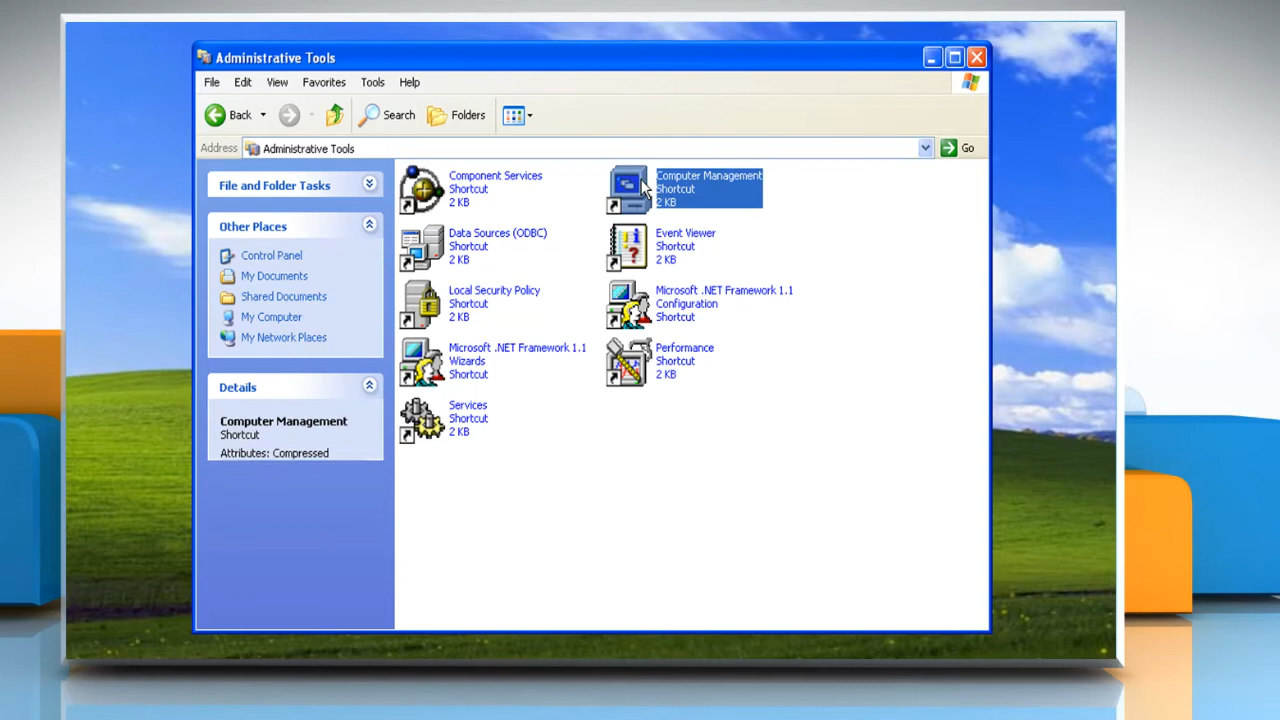 Administrative Tools
File Edit View Favorites Tools Help
Back Search Folders
Address Administrative Tools Go
File and Folder Tasks
Other Places
Control Panel
My Documents
Shared Documents
My Computer
My Network Places
Details
Computer Management
Shortcut
Attributes: Compressed
Component Services
Shortcut
2 KB
Computer Management
Shortcut
2 KB
Data Sources (ODBC)
Shortcut
2 KB
Event Viewer
Shortcut
2 KB
Local Security Policy
Shortcut
2 KB
Microsoft .NET Framework 1.1
Configuration
Shortcut
Microsoft .NET Framework 1.1
Wizards
Shortcut
Performance
Shortcut
2 KB
Services
Shortcut
2 KB